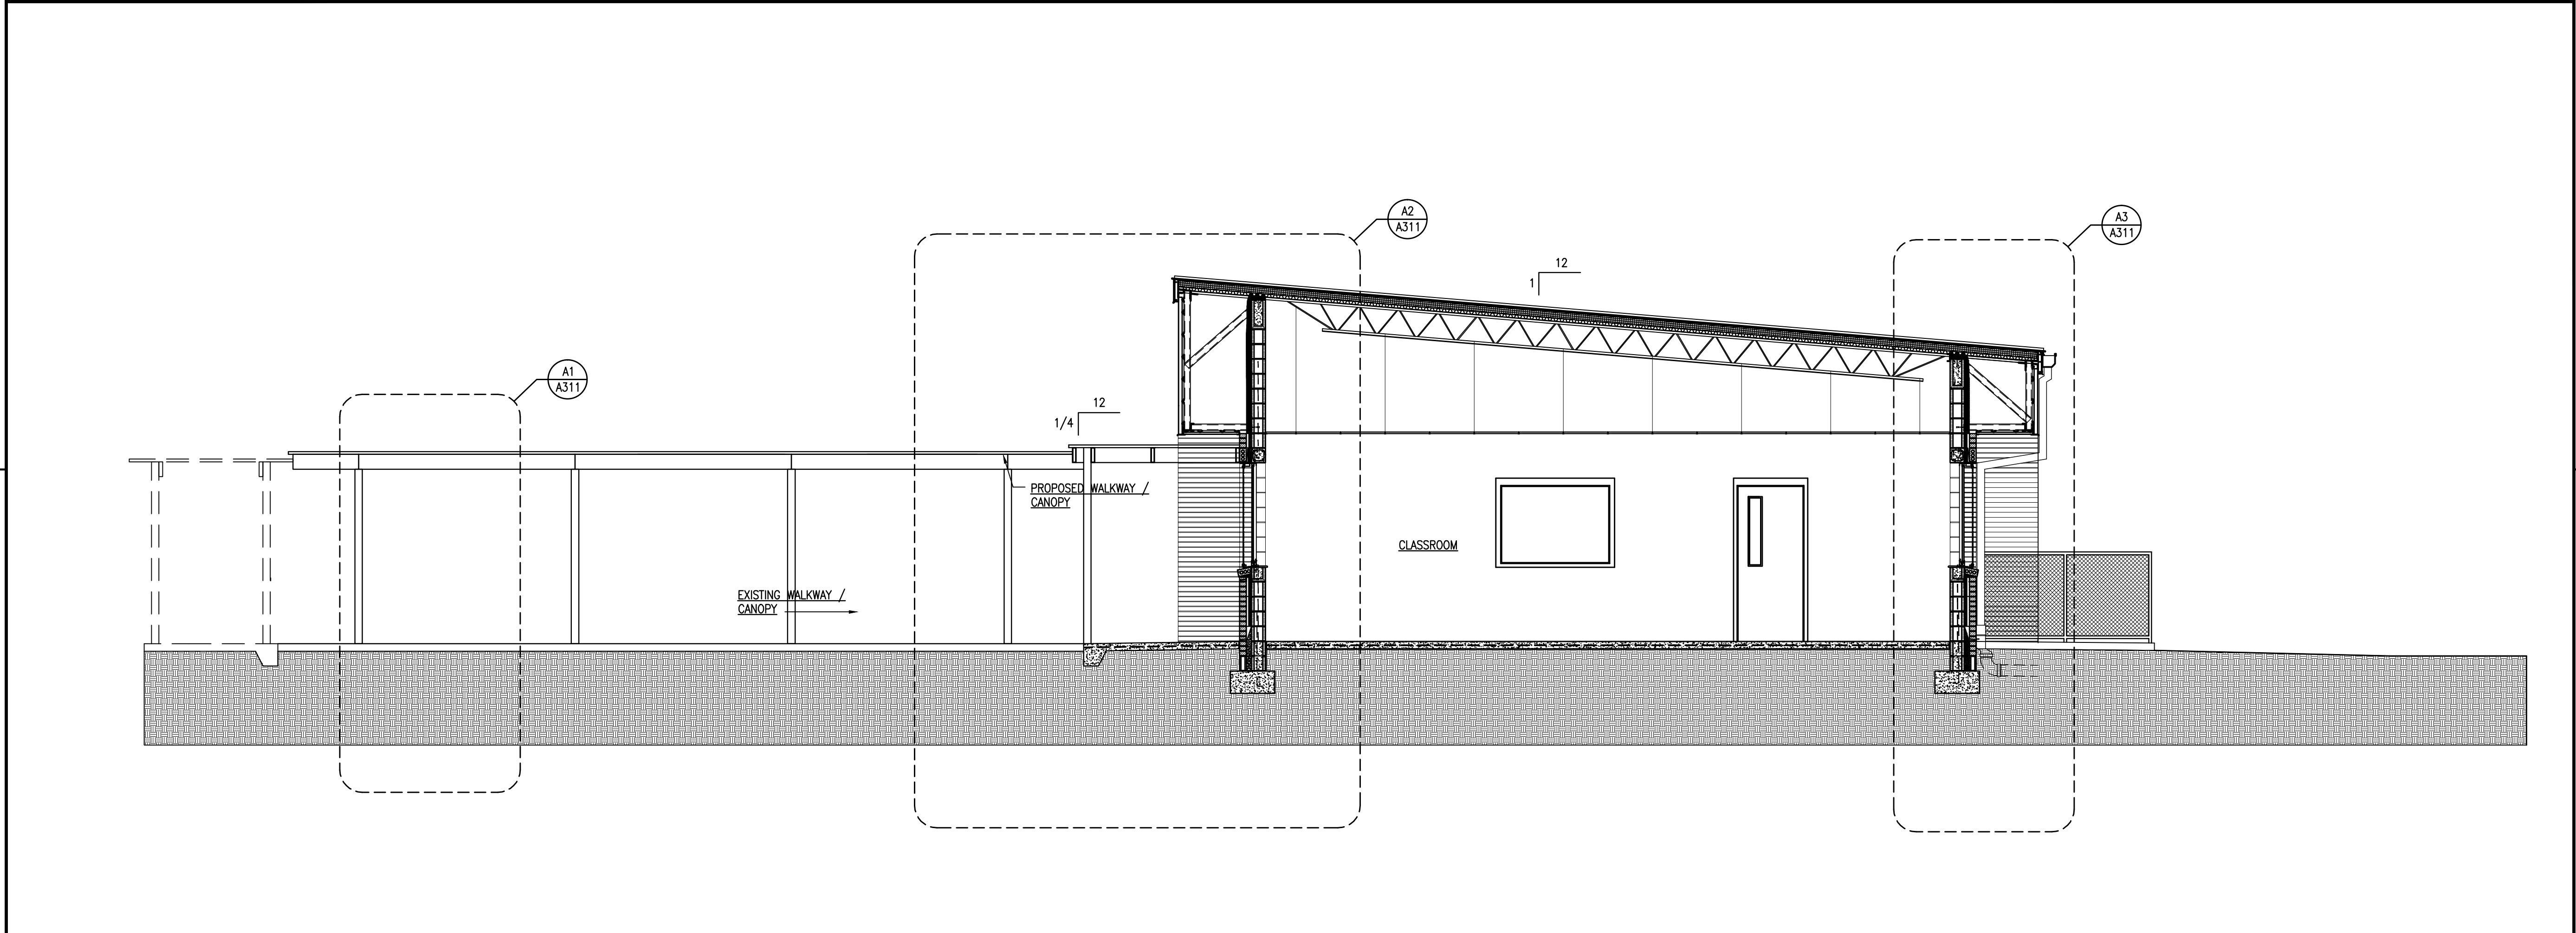 A2
A311
A3
A311
12
1
A1
A311
12
1/4
PROPOSED WALKWAY /
CANOPY
CLASSROOM
EXISTING WALKWAY /
CANOPY